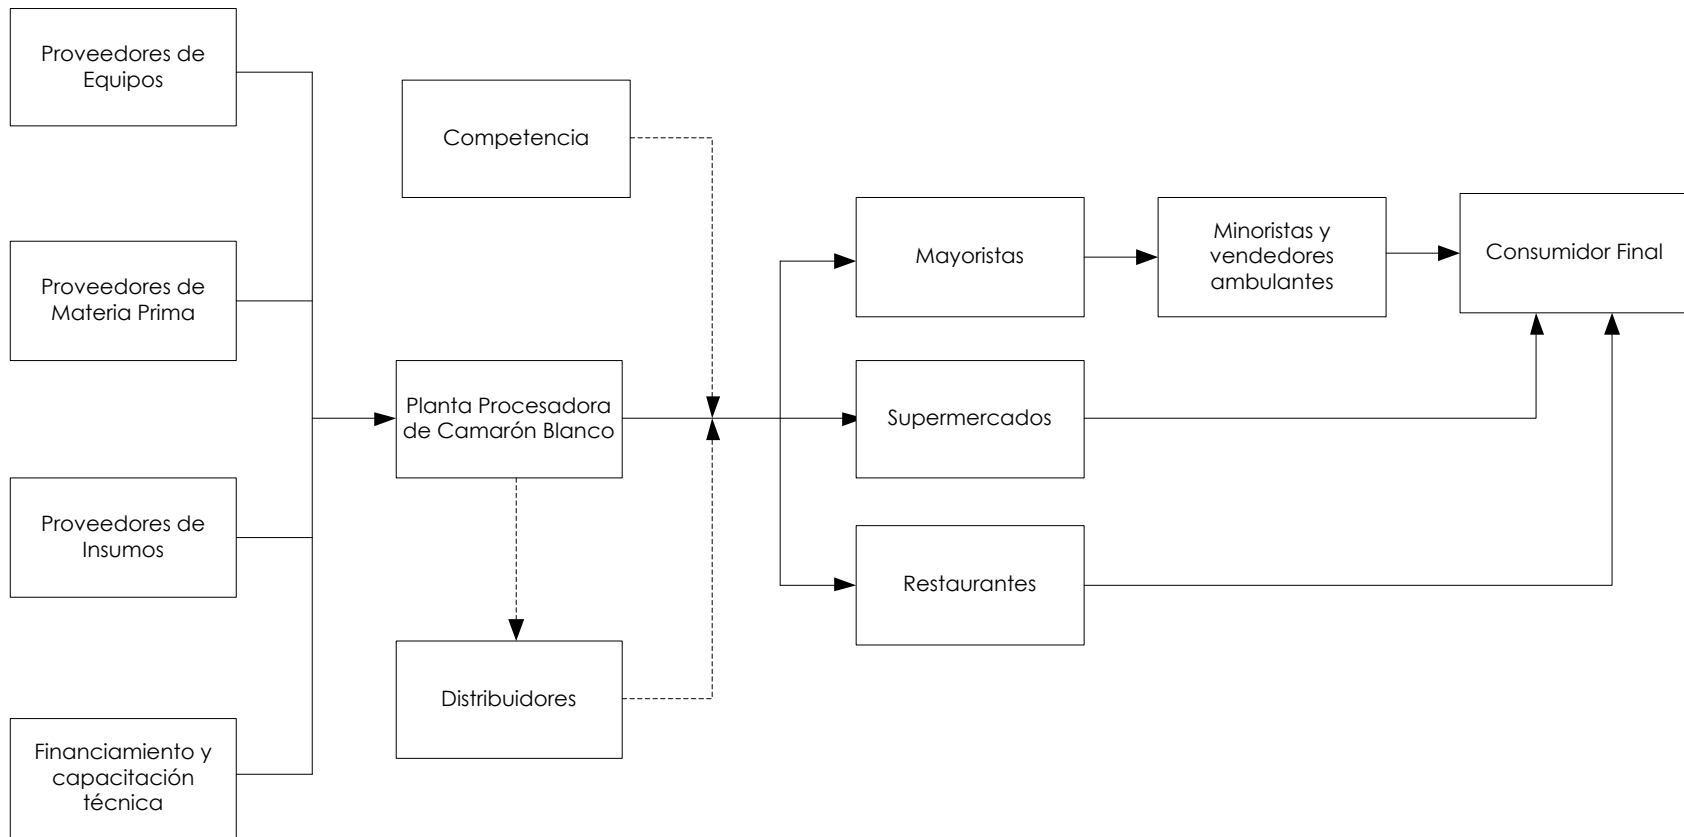 Proveedores de
Equipos
Competencia
Proveedores de
Materia Prima
Mayoristas
Minoristas y
vendedores
ambulantes
Consumidor Final
Planta Procesadora
de Camarón Blanco
Supermercados
Proveedores de
Insumos
Restaurantes
Distribuidores
Financiamiento y
capacitación
técnica